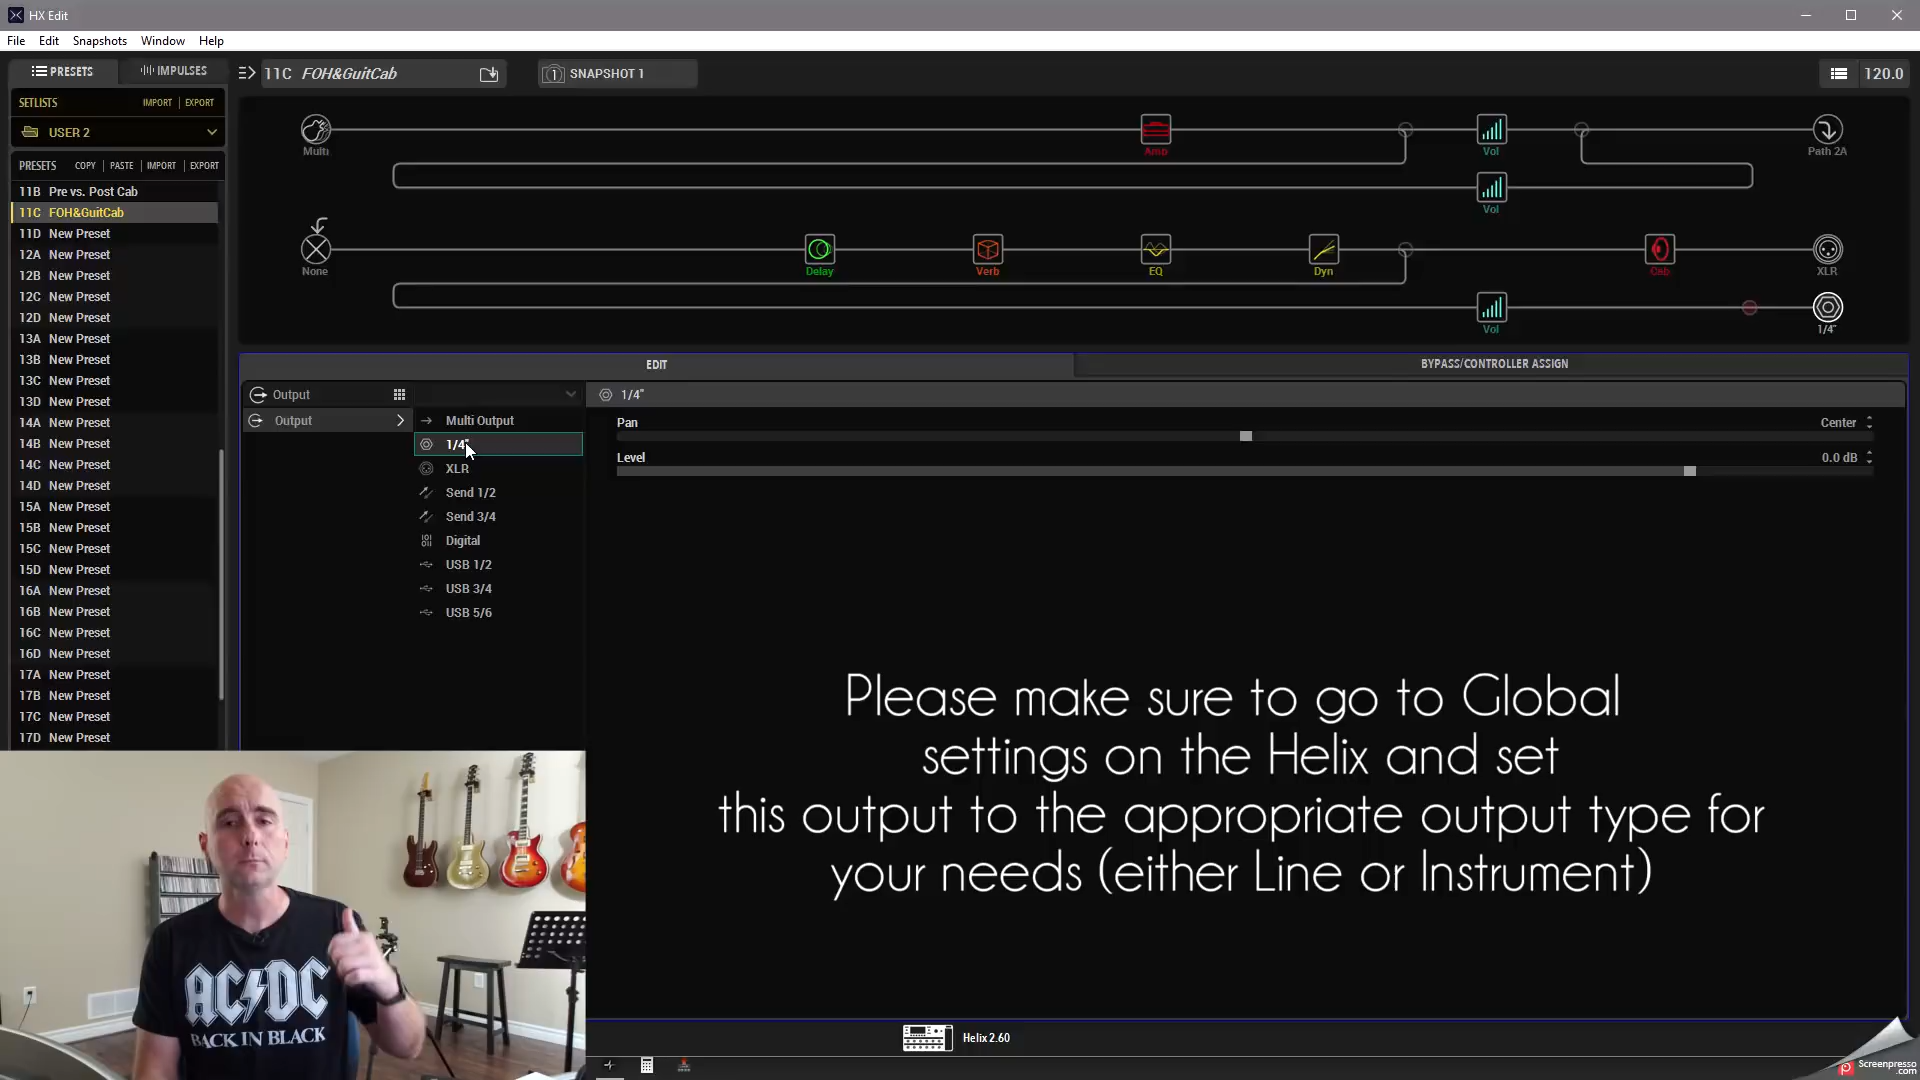 HX Edit
File Edit Snapshots Window Help
PRESETS IMPULSES
11C FOH&GuitCab
SNAPSHOT 1
120.0
SETLISTS IMPORT | EXPORT
USER 2
PRESETS COPY | PASTE | IMPORT | EXPORT
11B Pre vs. Post Cab
11C FOH&GuitCab
11D New Preset
12A New Preset
12B New Preset
12C New Preset
12D New Preset
13A New Preset
13B New Preset
13C New Preset
13D New Preset
14A New Preset
14B New Preset
14C New Preset
14D New Preset
15A New Preset
15B New Preset
15C New Preset
15D New Preset
16A New Preset
16B New Preset
16C New Preset
16D New Preset
17A New Preset
17B New Preset
17C New Preset
17D New Preset
Multi
Amp
Vol
Path 2A
Vol
None
Delay
Verb
EQ
Dyn
Cab
XLR
Vol
1/4"
EDIT
BYPASS/CONTROLLER ASSIGN
Output
Output
Multi Output
1/4"
XLR
Send 1/2
Send 3/4
Digital
USB 1/2
USB 3/4
USB 5/6
1/4"
Pan Center
Level 0.0 dB
Please make sure to go to Global
settings on the Helix and set
this output to the appropriate output type for
your needs (either Line or Instrument)
AC DC
BACK IN BLACK
Helix 2.60
Screenpresso
.com